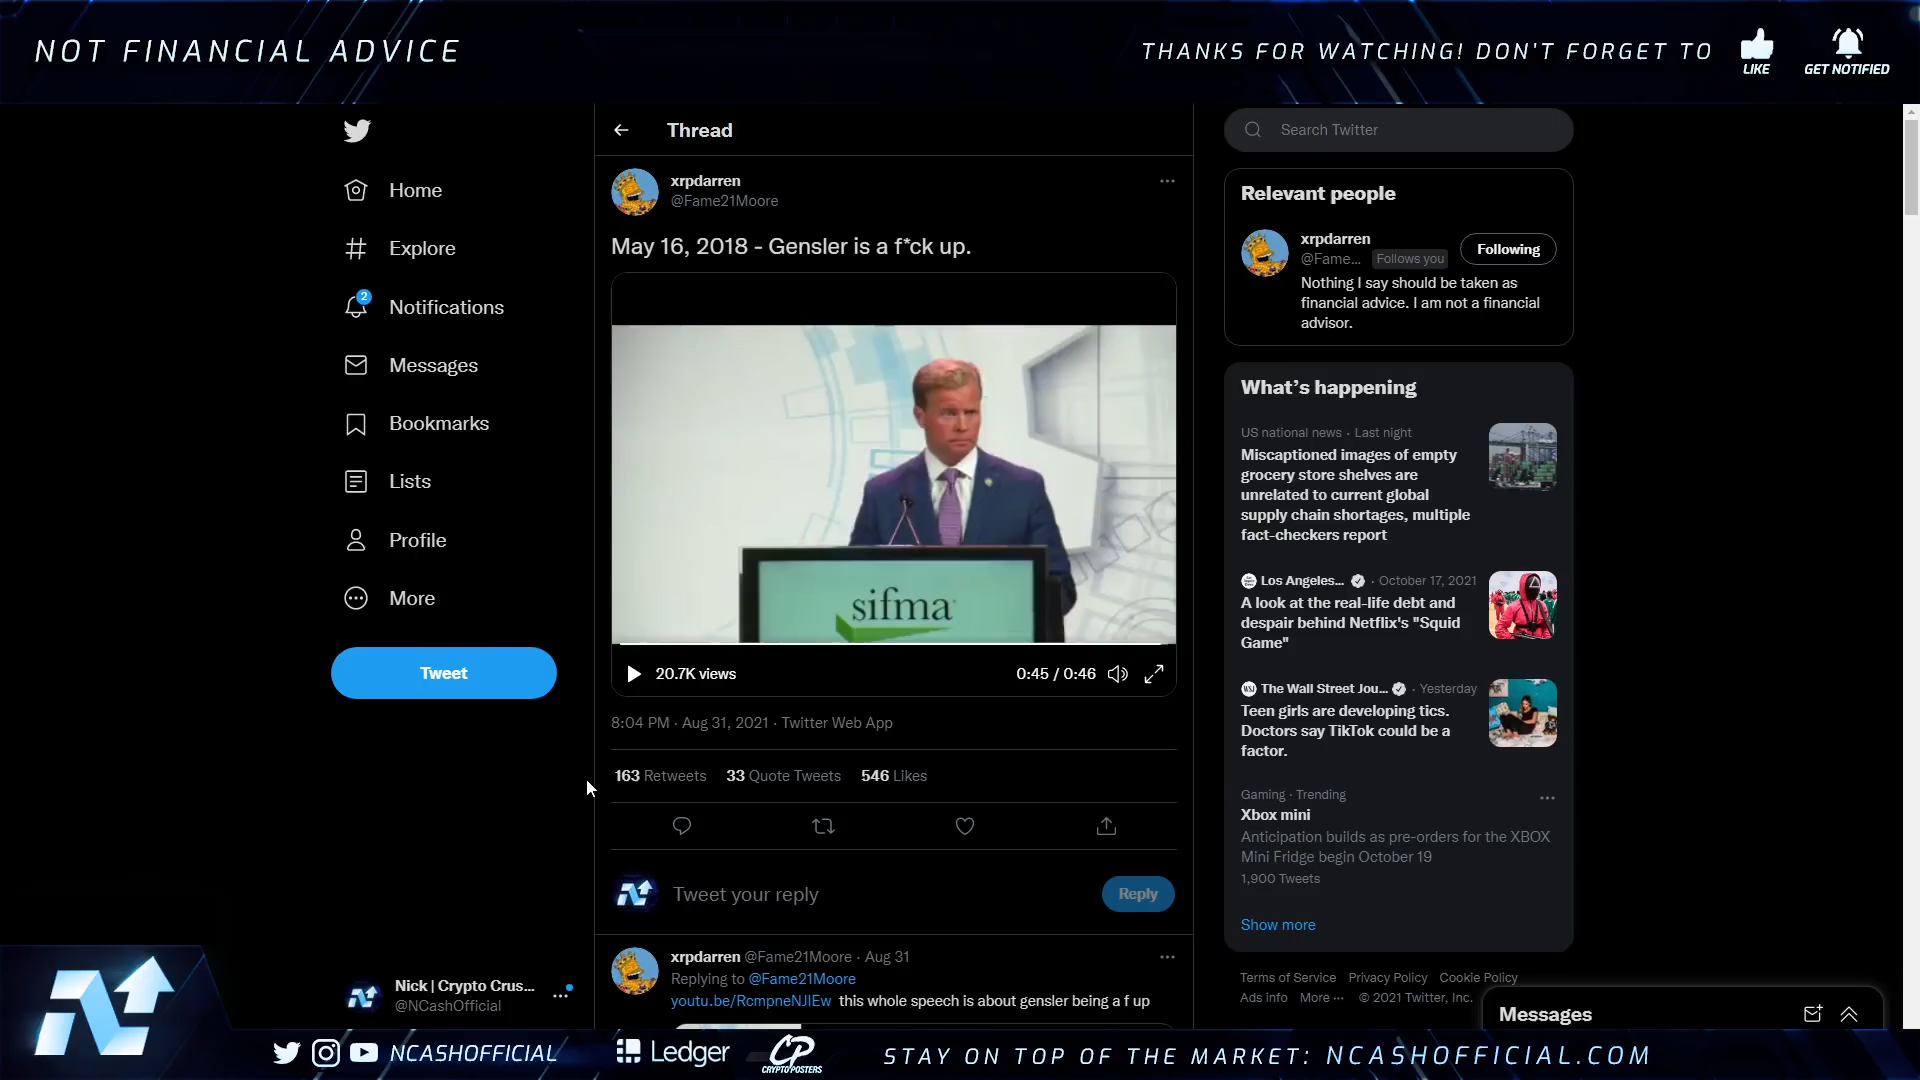 NOT FINANCIAL ADVICE
THANKS FOR WATCHING! DON'T FORGET TO
LIKE
GET NOTIFIED
Home
Explore
2
Notifications
Messages
Bookmarks
Lists
Profile
More
Tweet
Nick | Crypto Crus...
@NCashOfficial
Thread
xrpdarren
@Fame21Moore
May 16, 2018 - Gensler is a f*ck up.
sifma
20.7K views
0:45 / 0:46
8:04 PM · Aug 31, 2021 · Twitter Web App
163 Retweets 33 Quote Tweets 546 Likes
Tweet your reply
Reply
xrpdarren @Fame21Moore · Aug 31
Replying to @Fame21Moore
youtu.be/RcmpneNJIEw this whole speech is about gensler being a f up
Search Twitter
Relevant people
xrpdarren
@Fame... Follows you
Following
Nothing I say should be taken as
financial advice. I am not a financial
advisor.
What's happening
US national news · Last night
Miscaptioned images of empty
grocery store shelves are
unrelated to current global
supply chain shortages, multiple
fact-checkers report
Los Angeles... · October 17, 2021
A look at the real-life debt and
despair behind Netflix's "Squid
Game"
WSJ The Wall Street Jou... · Yesterday
Teen girls are developing tics.
Doctors say TikTok could be a
factor.
Gaming · Trending
Xbox mini
Anticipation builds as pre-orders for the XBOX
Mini Fridge begin October 19
1,900 Tweets
Show more
Terms of Service Privacy Policy Cookie Policy
Ads info More ··· © 2021 Twitter, Inc.
Messages
NCASHOFFICIAL
Ledger
CP
CRYPTOPOSTERS
STAY ON TOP OF THE MARKET: NCASHOFFICIAL.COM